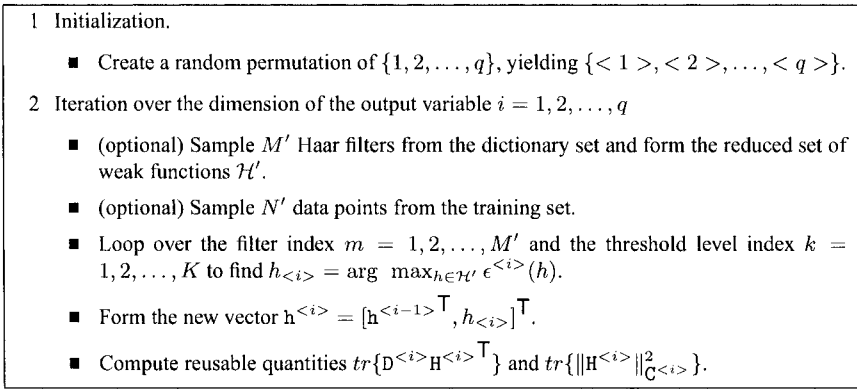 1 Initialization.
■ Create a random permutation of {1, 2, . . . , q}, yielding {< 1 >, < 2 >, . . . , < q >}.
2 Iteration over the dimension of the output variable i = 1, 2, . . . , q
■ (optional) Sample M′ Haar filters from the dictionary set and form the reduced set of
weak functions ℋ′.
■ (optional) Sample N′ data points from the training set.
■ Loop over the filter index m = 1, 2, . . . , M′ and the threshold level index k =
1, 2, . . . , K to find h_{<i>} = arg max_{h∈ℋ′} ϵ^{<i>}(h).
■ Form the new vector h^{<i>} = [h^{<i−1>⊤}, h_{<i>}]^⊤.
■ Compute reusable quantities tr{D^{<i>}H^{<i>⊤}} and tr{‖H^{<i>}‖²_{C^{<i>}}}.